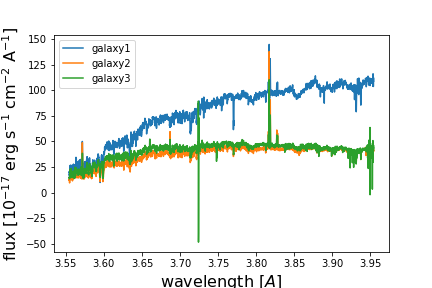 flux [10⁻¹⁷ erg s⁻¹ cm⁻² A⁻¹]
150
125
100
75
50
25
0
−25
−50
galaxy1
galaxy2
galaxy3
3.55 3.60 3.65 3.70 3.75 3.80 3.85 3.90 3.95
wavelength [A]